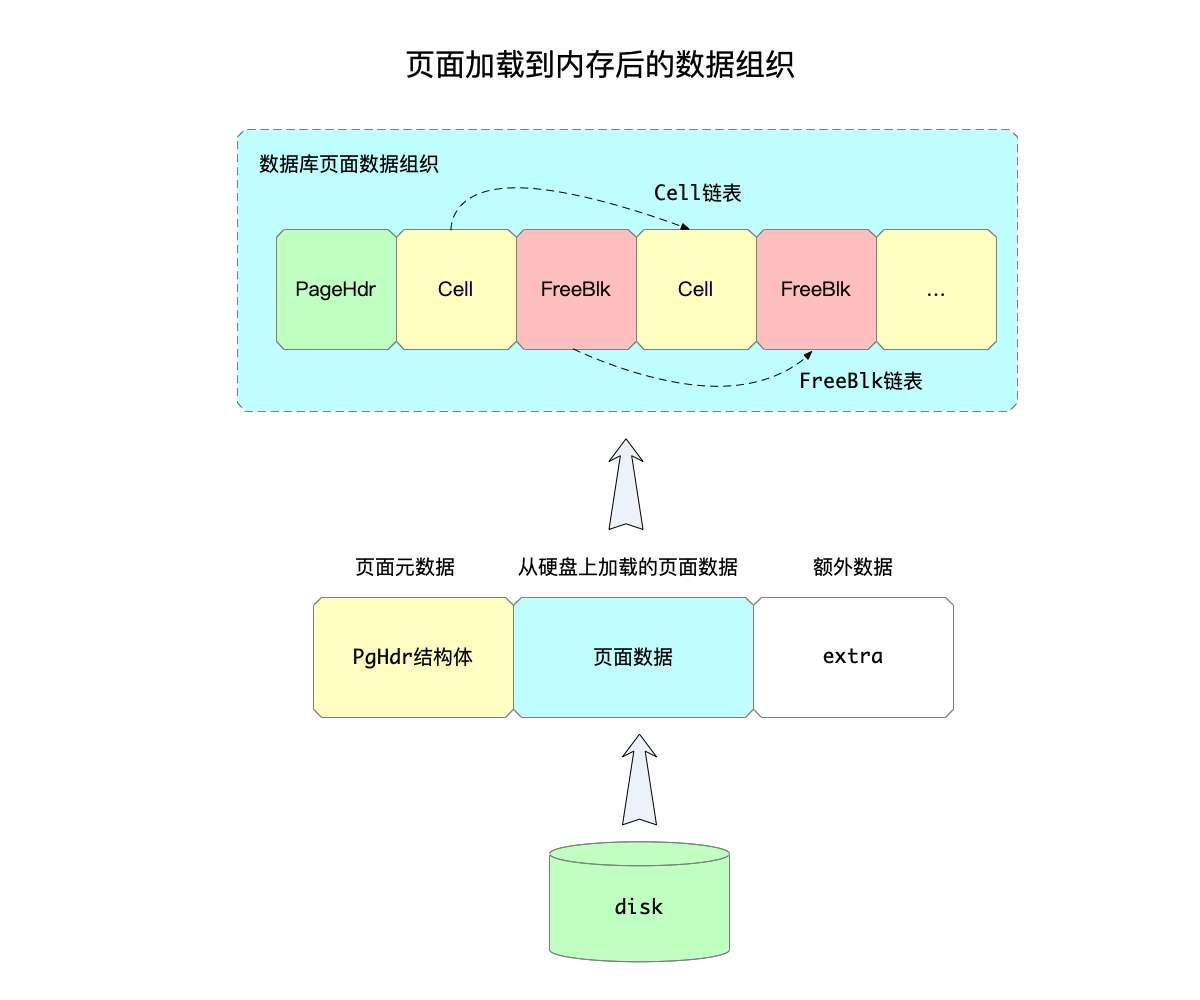 页面加载到内存后的数据组织
数据库页面数据组织
Cell链表
PageHdr Cell FreeBlk Cell FreeBlk ...
FreeBlk链表
页面元数据 从硬盘上加载的页面数据 额外数据
PgHdr结构体 页面数据 extra
disk